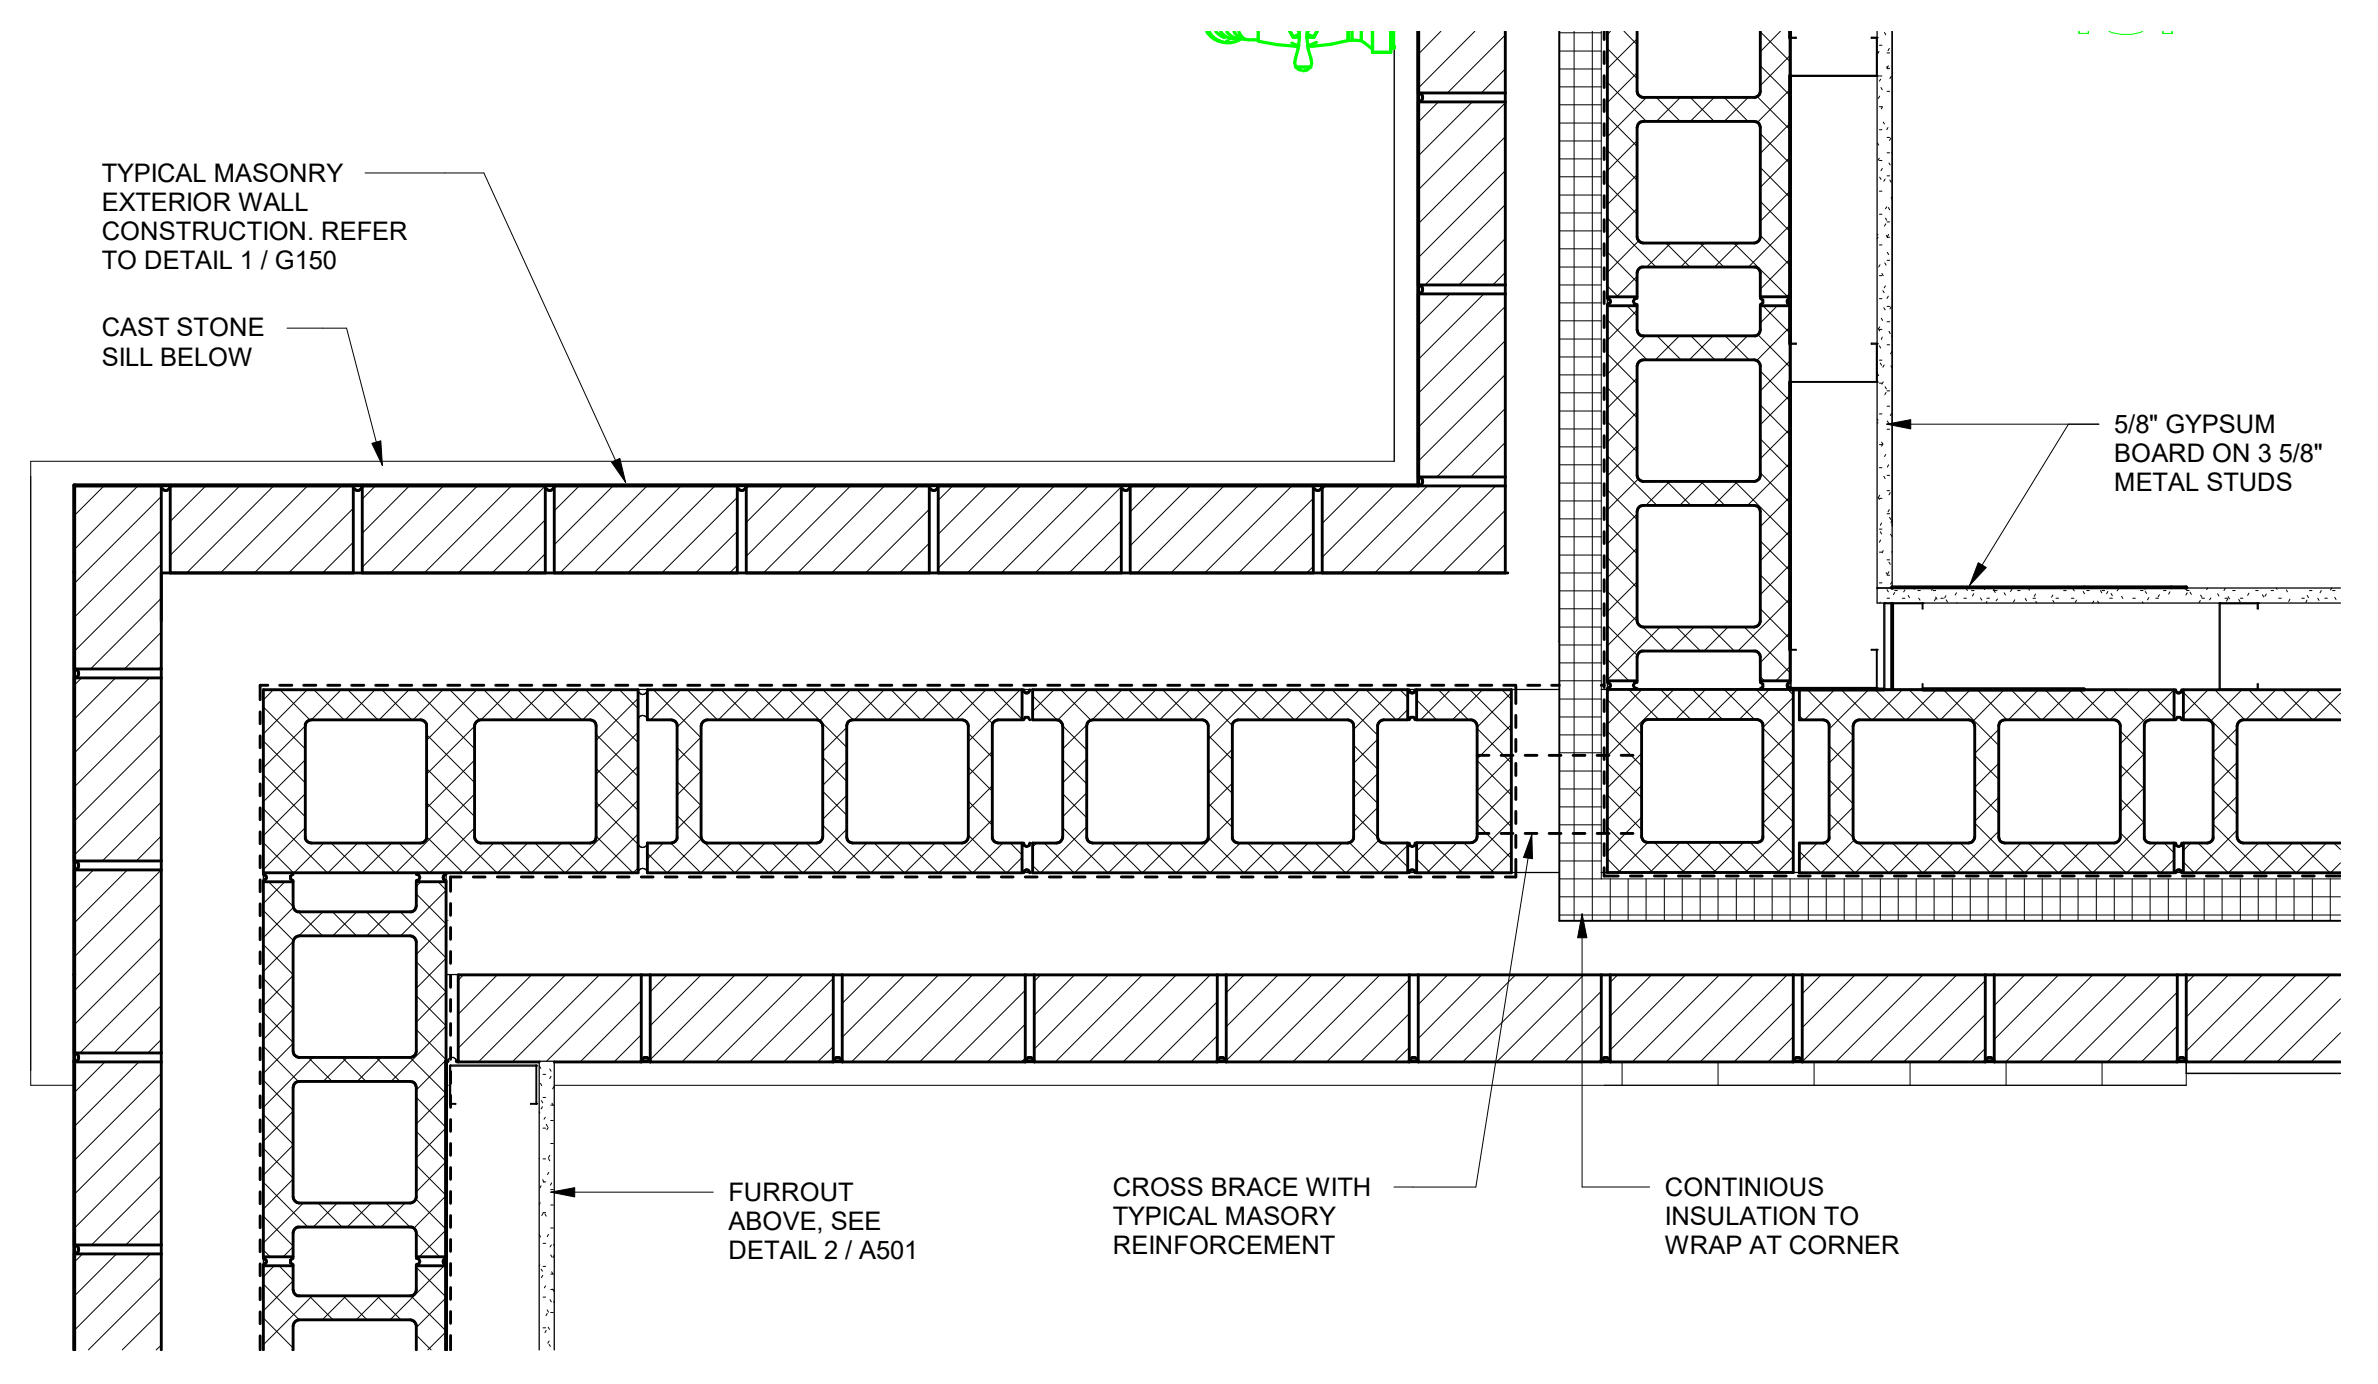 TYPICAL MASONRY
EXTERIOR WALL
CONSTRUCTION. REFER
TO DETAIL 1 / G150
CAST STONE
SILL BELOW
5/8" GYPSUM
BOARD ON 3 5/8"
METAL STUDS
FURROUT
ABOVE, SEE
DETAIL 2 / A501
CROSS BRACE WITH
TYPICAL MASORY
REINFORCEMENT
CONTINIOUS
INSULATION TO
WRAP AT CORNER